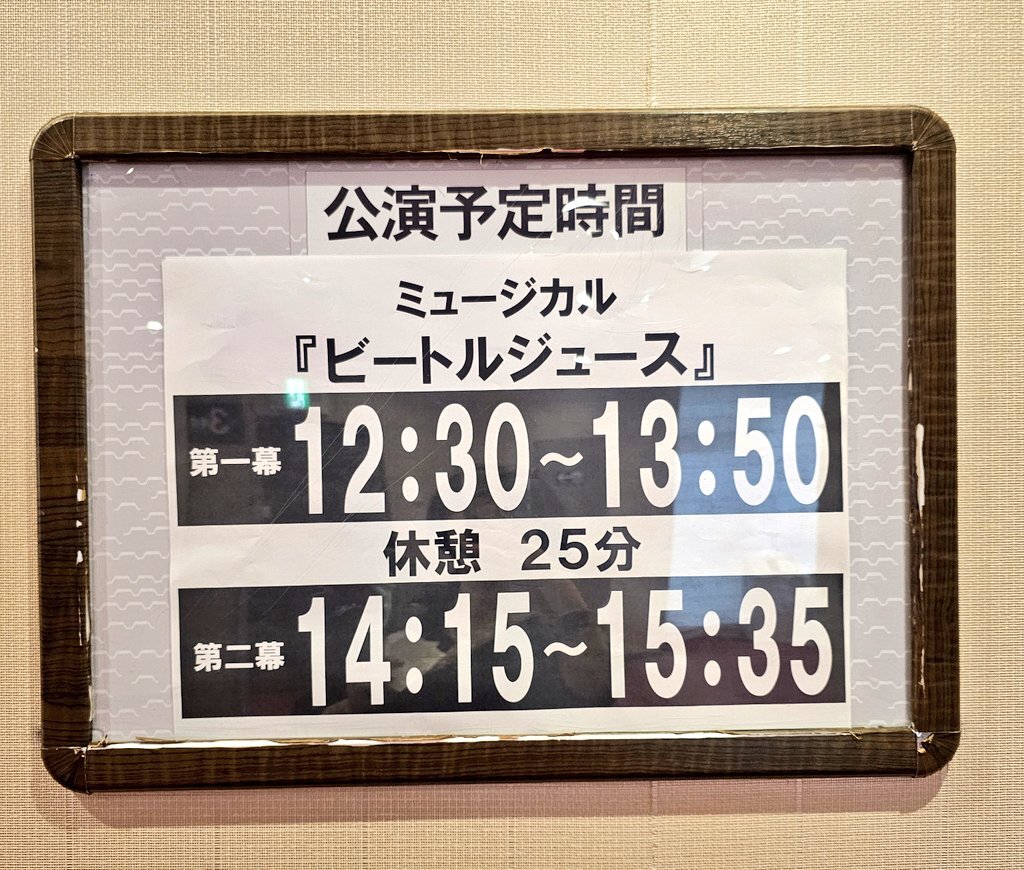 公演予定時間
ミュージカル
『ビートルジュース』
第一幕 12:30~13:50
休憩 25分
第二幕 14:15~15:35